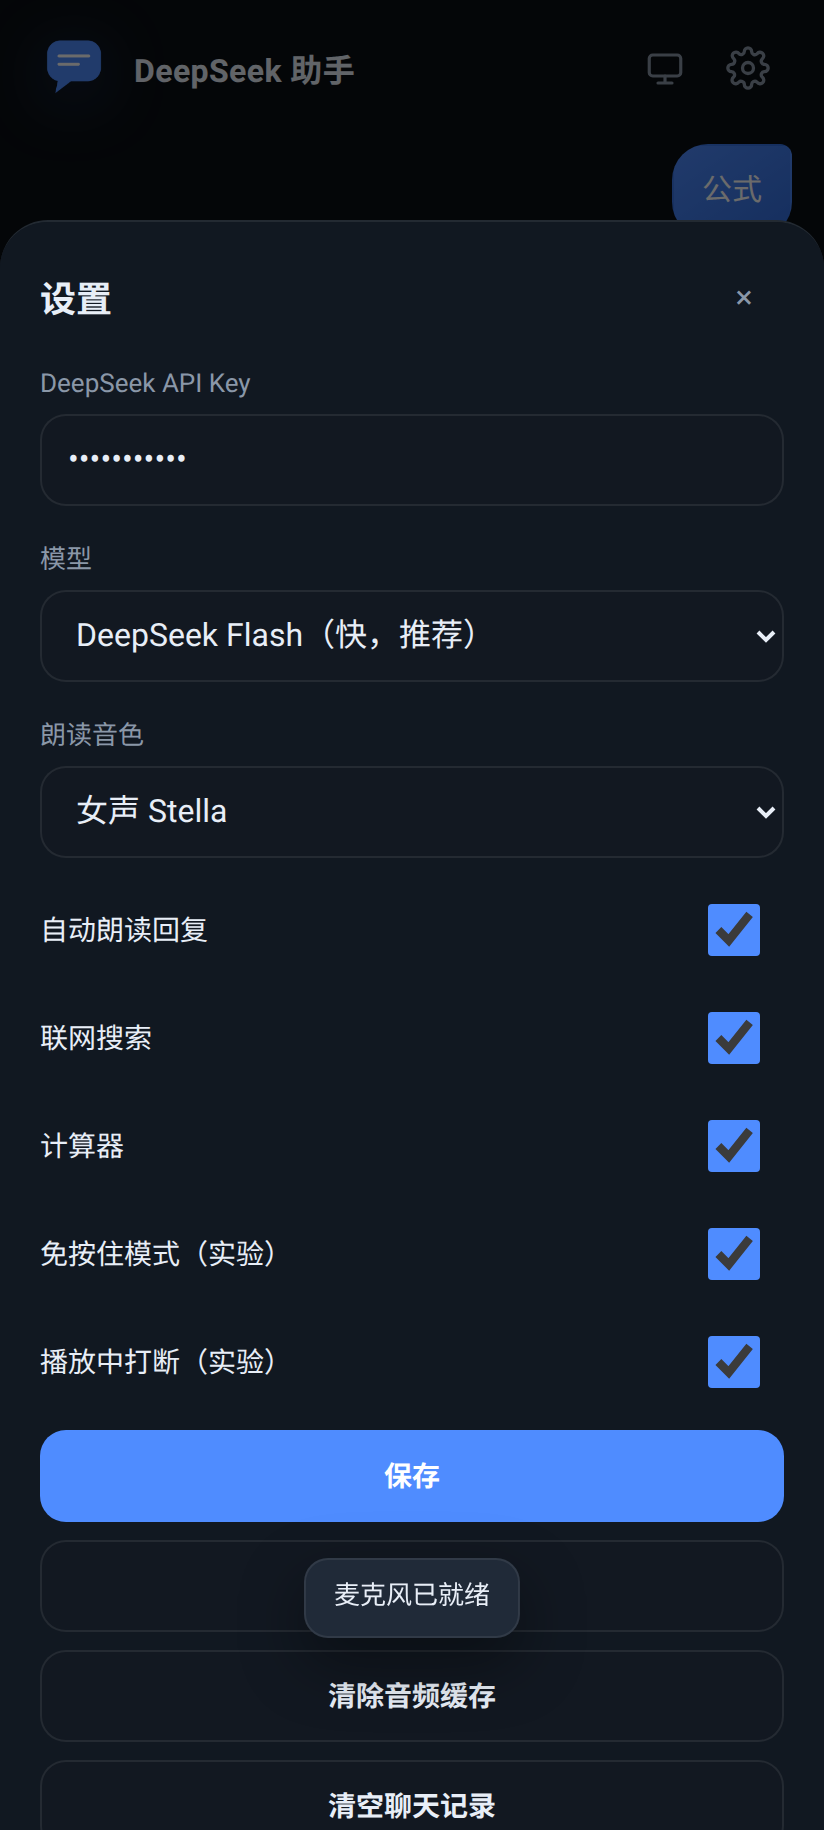 DeepSeek 助手
公式
设置
×
DeepSeek API Key
•••••••••••
模型
DeepSeek Flash（快，推荐）
朗读音色
女声 Stella
自动朗读回复
联网搜索
计算器
免按住模式（实验）
播放中打断（实验）
保存
麦克风已就绪
清除音频缓存
清空聊天记录